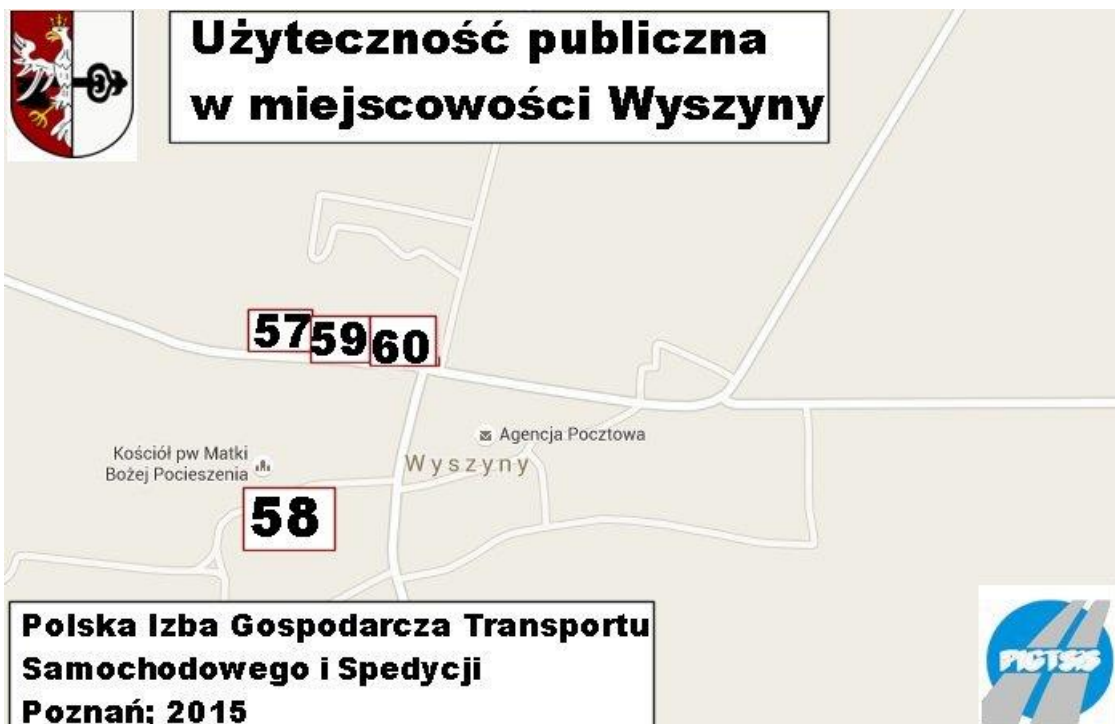 Użyteczność publiczna
w miejscowości Wyszyny
57
59
60
Agencja Pocztowa
Kościół pw Matki
Bożej Pocieszenia
Wyszyny
58
Polska Izba Gospodarcza Transportu
Samochodowego i Spedycji
Poznań; 2015
PIGTSiS